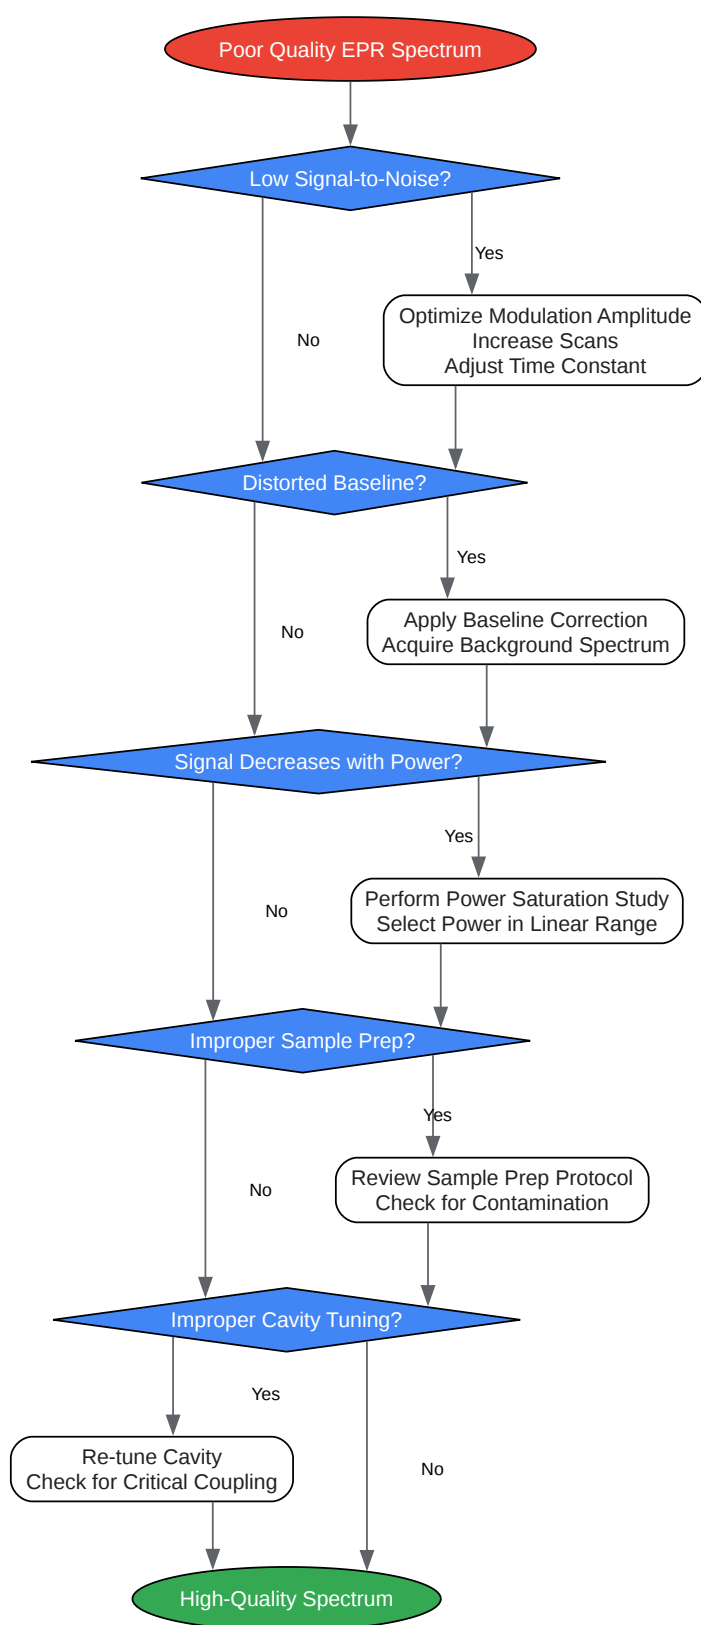 Poor Quality EPR Spectrum
Low Signal-to-Noise?
Yes
Optimize Modulation Amplitude
Increase Scans
Adjust Time Constant
No
Distorted Baseline?
Yes
Apply Baseline Correction
Acquire Background Spectrum
No
Signal Decreases with Power?
Yes
Perform Power Saturation Study
Select Power in Linear Range
No
Improper Sample Prep?
Yes
Review Sample Prep Protocol
Check for Contamination
No
Improper Cavity Tuning?
Yes
Re-tune Cavity
Check for Critical Coupling
No
High-Quality Spectrum